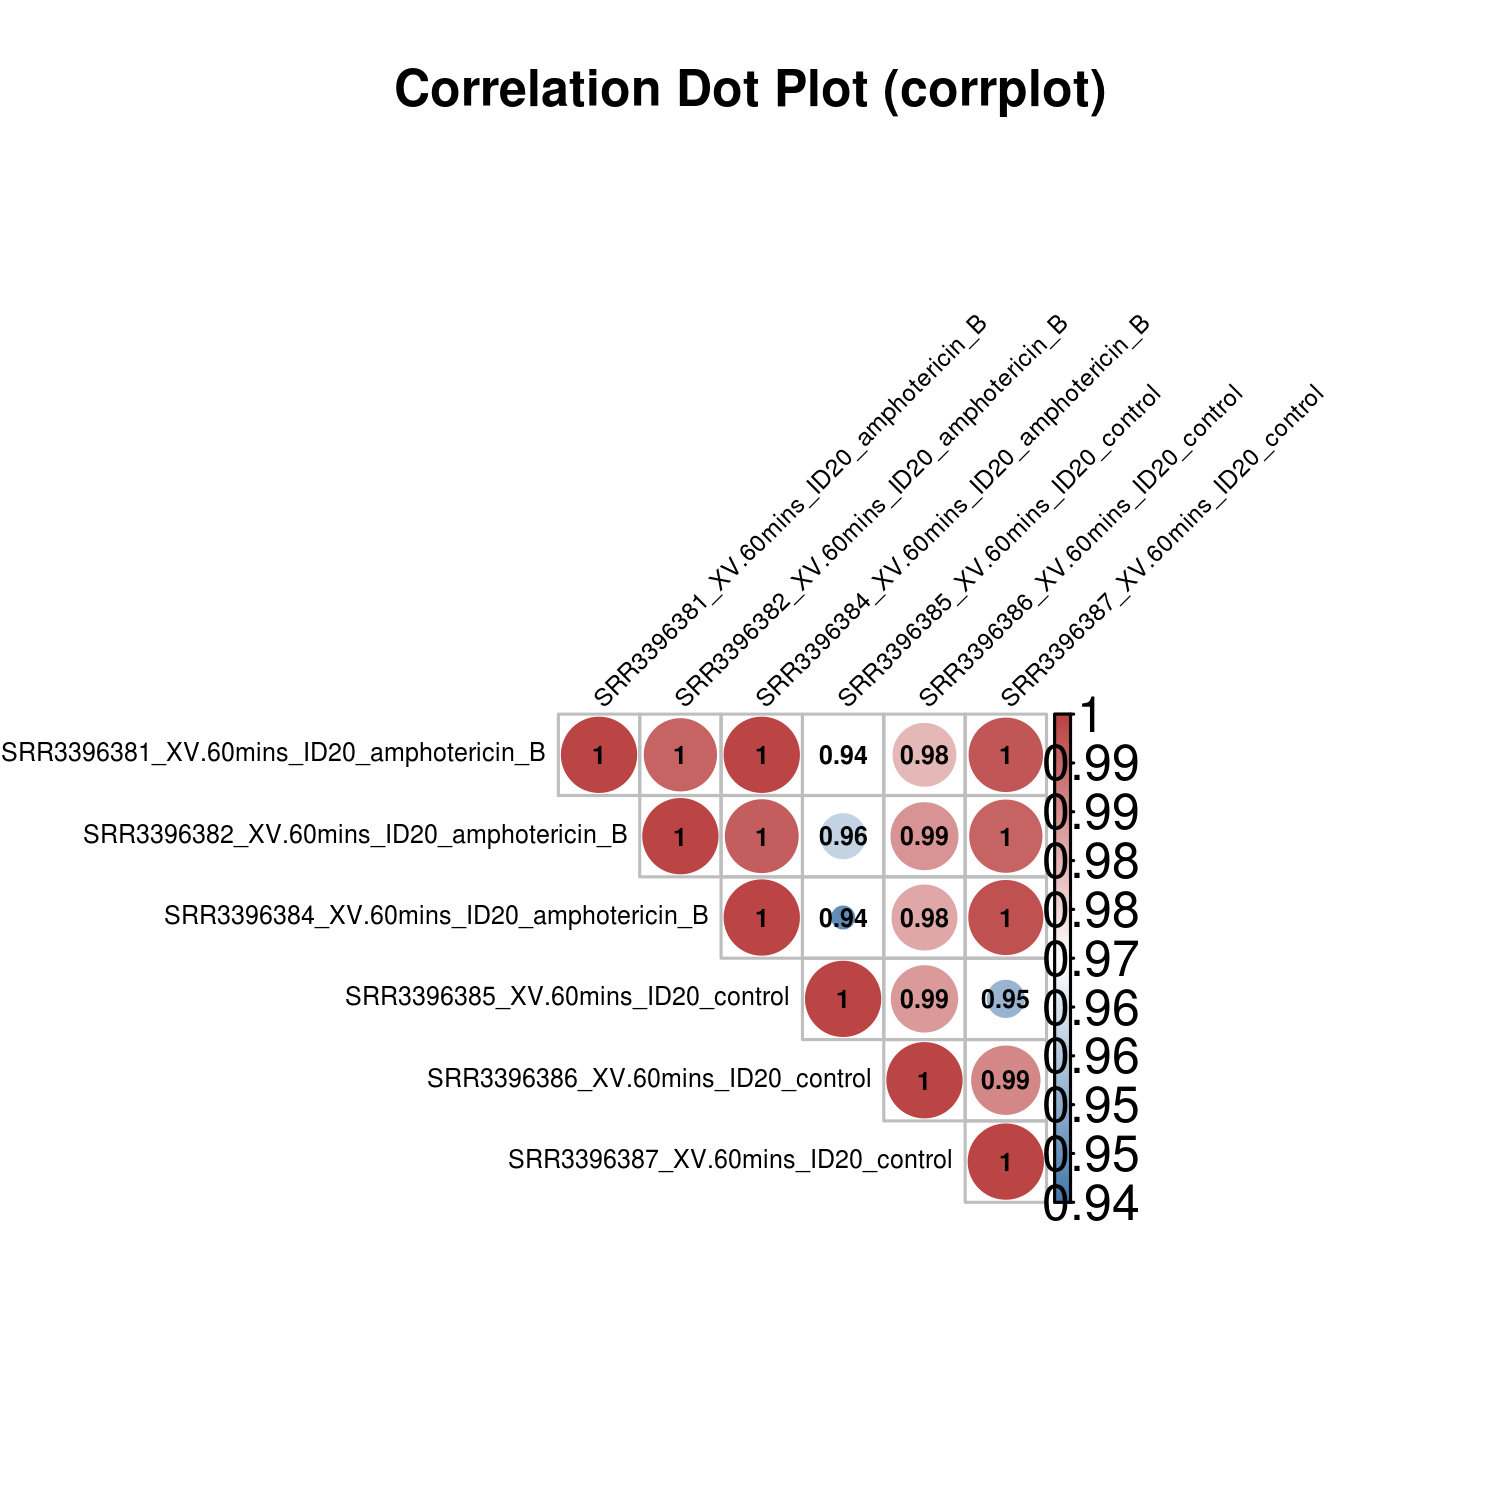 Correlation Dot Plot (corrplot)
SRR3396381_XV.60mins_ID20_amphotericin_B
SRR3396382_XV.60mins_ID20_amphotericin_B
SRR3396384_XV.60mins_ID20_amphotericin_B
SRR3396385_XV.60mins_ID20_control
SRR3396386_XV.60mins_ID20_control
SRR3396387_XV.60mins_ID20_control
SRR3396381_XV.60mins_ID20_amphotericin_B 1 1 1 0.94 0.98 1
SRR3396382_XV.60mins_ID20_amphotericin_B 1 1 0.96 0.99 1
SRR3396384_XV.60mins_ID20_amphotericin_B 1 0.94 0.98 1
SRR3396385_XV.60mins_ID20_control 1 0.99 0.95
SRR3396386_XV.60mins_ID20_control 1 0.99
SRR3396387_XV.60mins_ID20_control 1
1
0.99
0.99
0.98
0.98
0.97
0.96
0.96
0.95
0.95
0.94